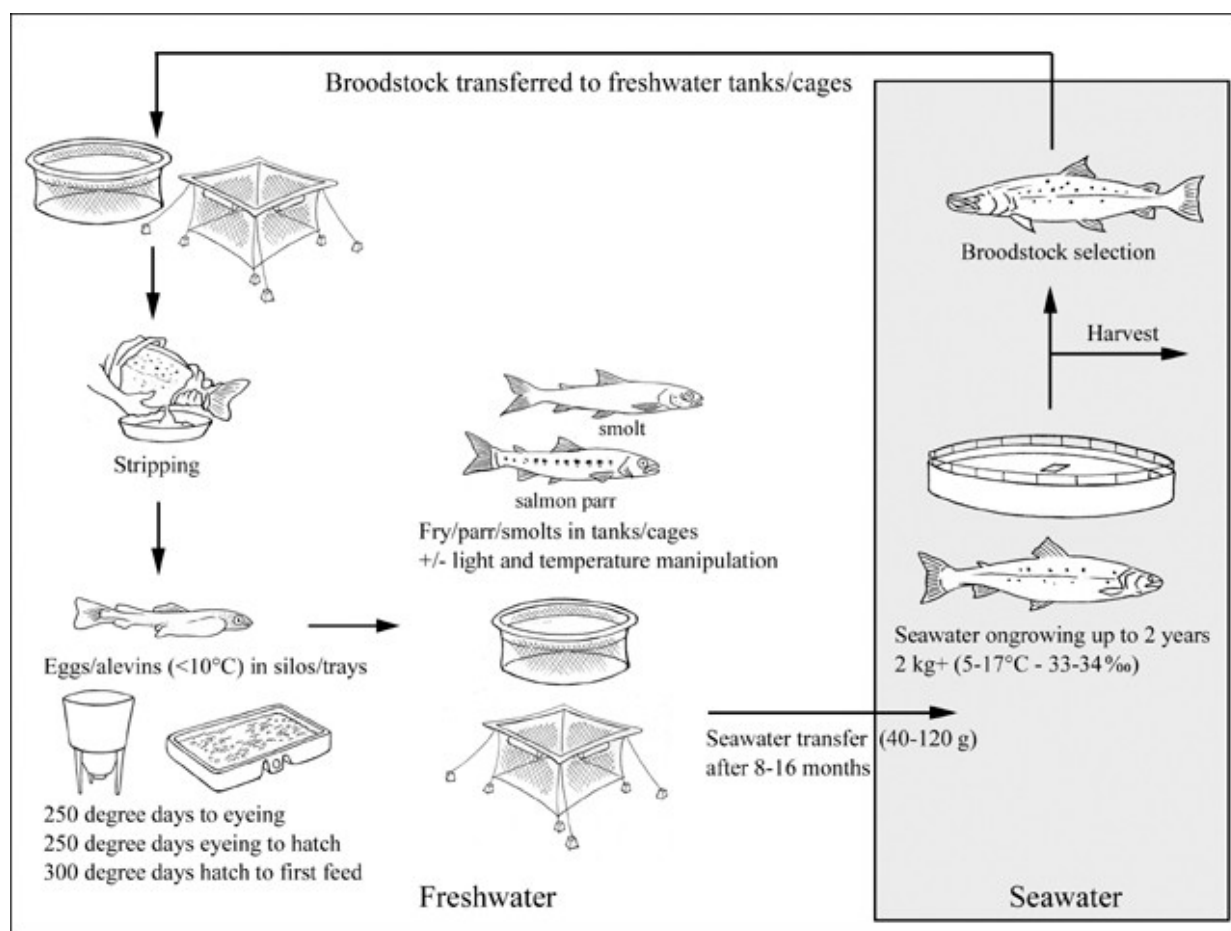 Broodstock transferred to freshwater tanks/cages
Stripping
Eggs/alevins (<10°C) in silos/trays
250 degree days to eyeing
250 degree days eyeing to hatch
300 degree days hatch to first feed
smolt
salmon parr
Fry/parr/smolts in tanks/cages
+/- light and temperature manipulation
Seawater transfer (40-120 g)
after 8-16 months
Freshwater
Broodstock selection
Harvest
Seawater ongrowing up to 2 years
2 kg+ (5-17°C - 33-34‰)
Seawater